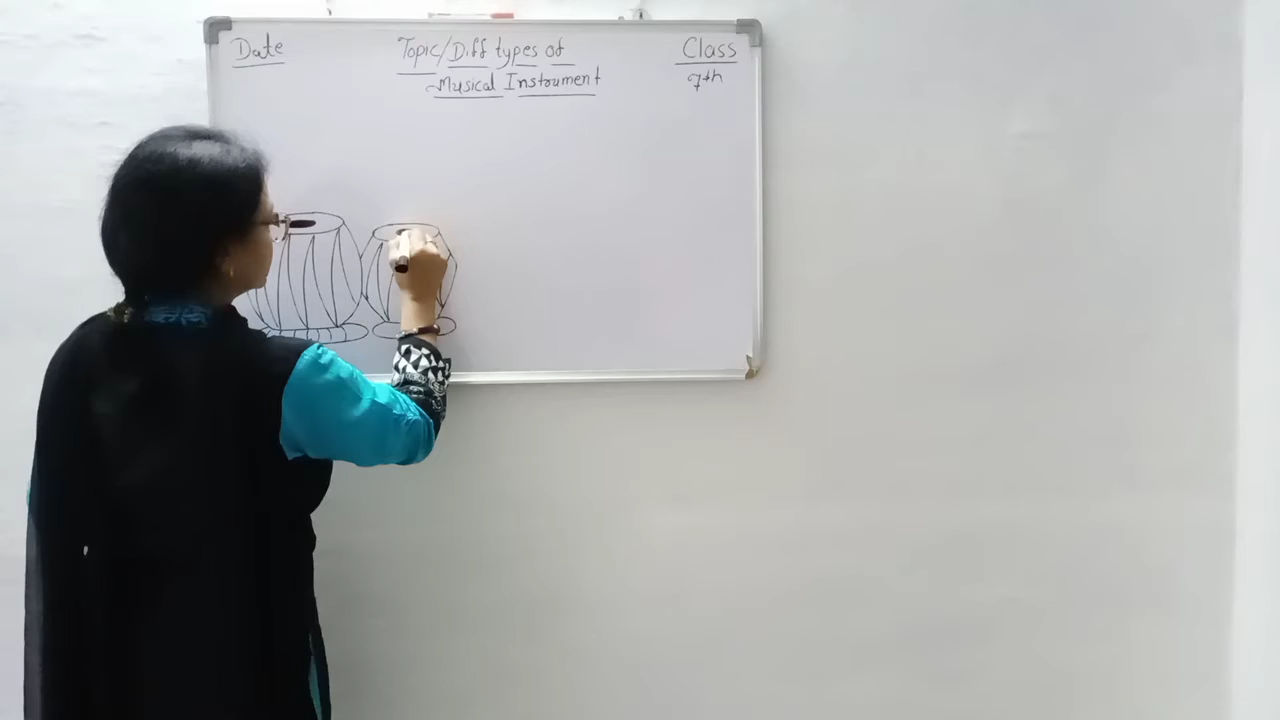 Date
Topic/Diff types of
Musical Instrument
Class
7th